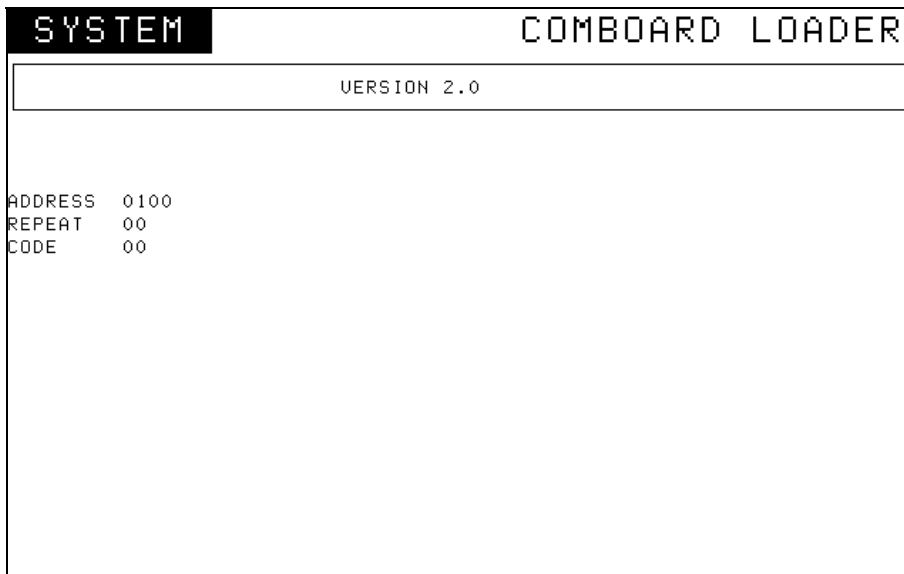 SYSTEM COMBOARD LOADER
VERSION 2.0
ADDRESS 0100
REPEAT 00
CODE 00